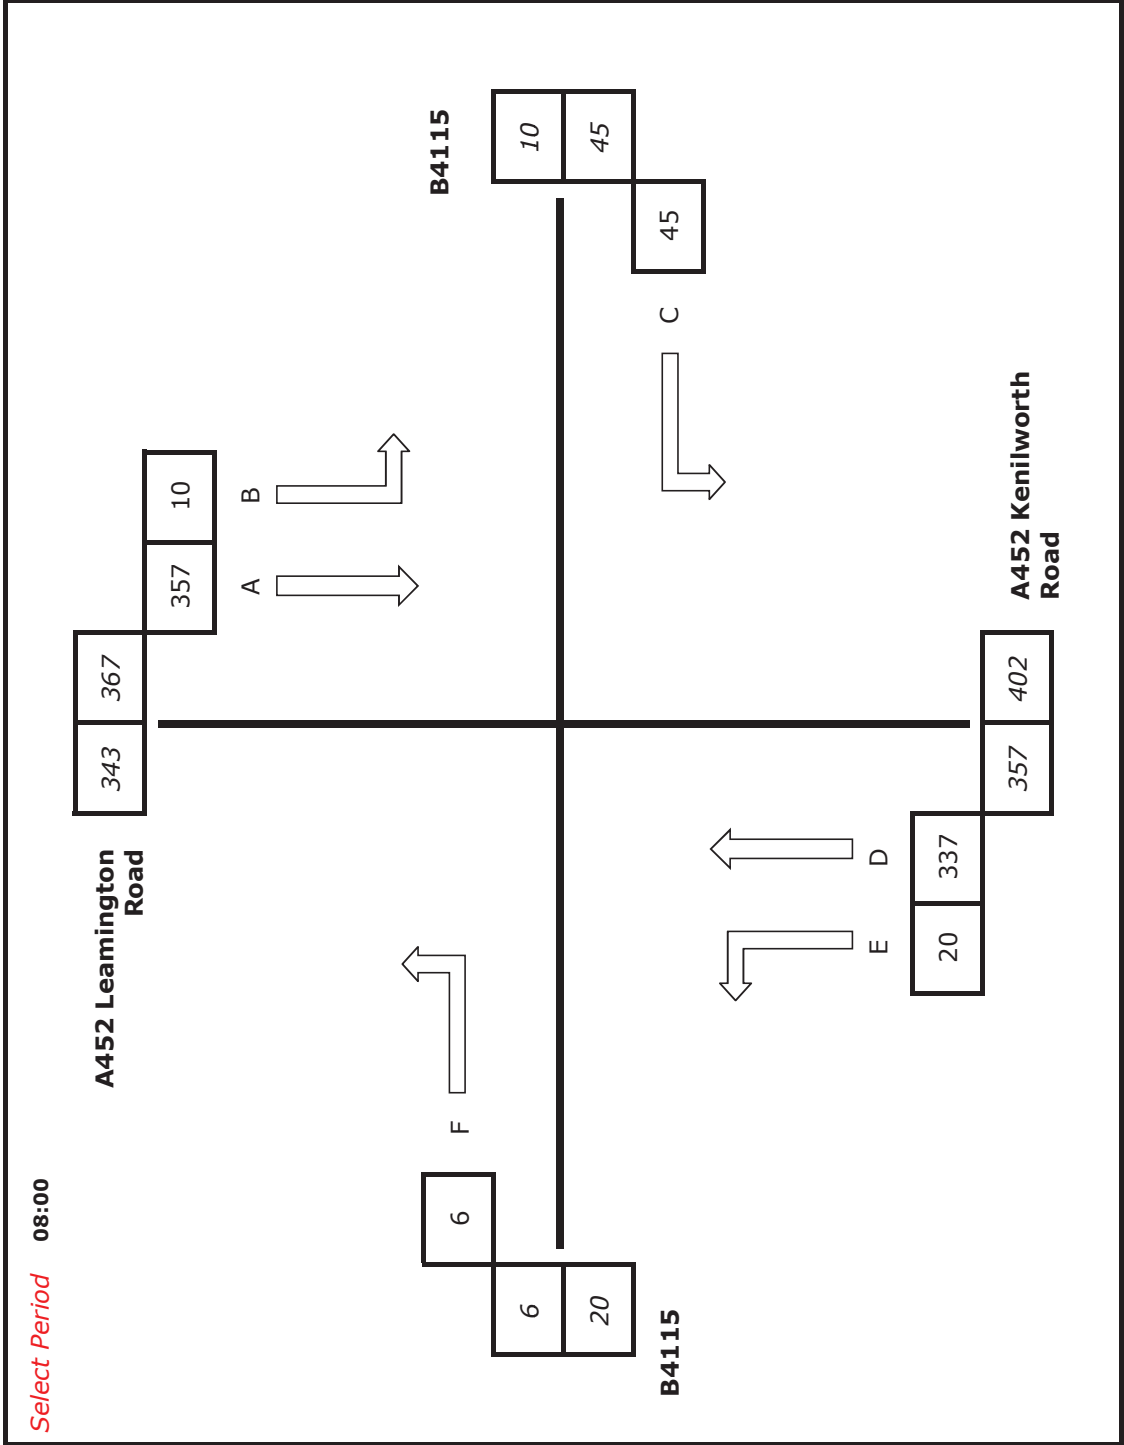 Select Period 08:00
A452 Leamington
Road
343 367
357 10
A B
B4115
6 F
6
20
10
45
B4115
C 45
E D
20 337
357 402
A452 Kenilworth
Road